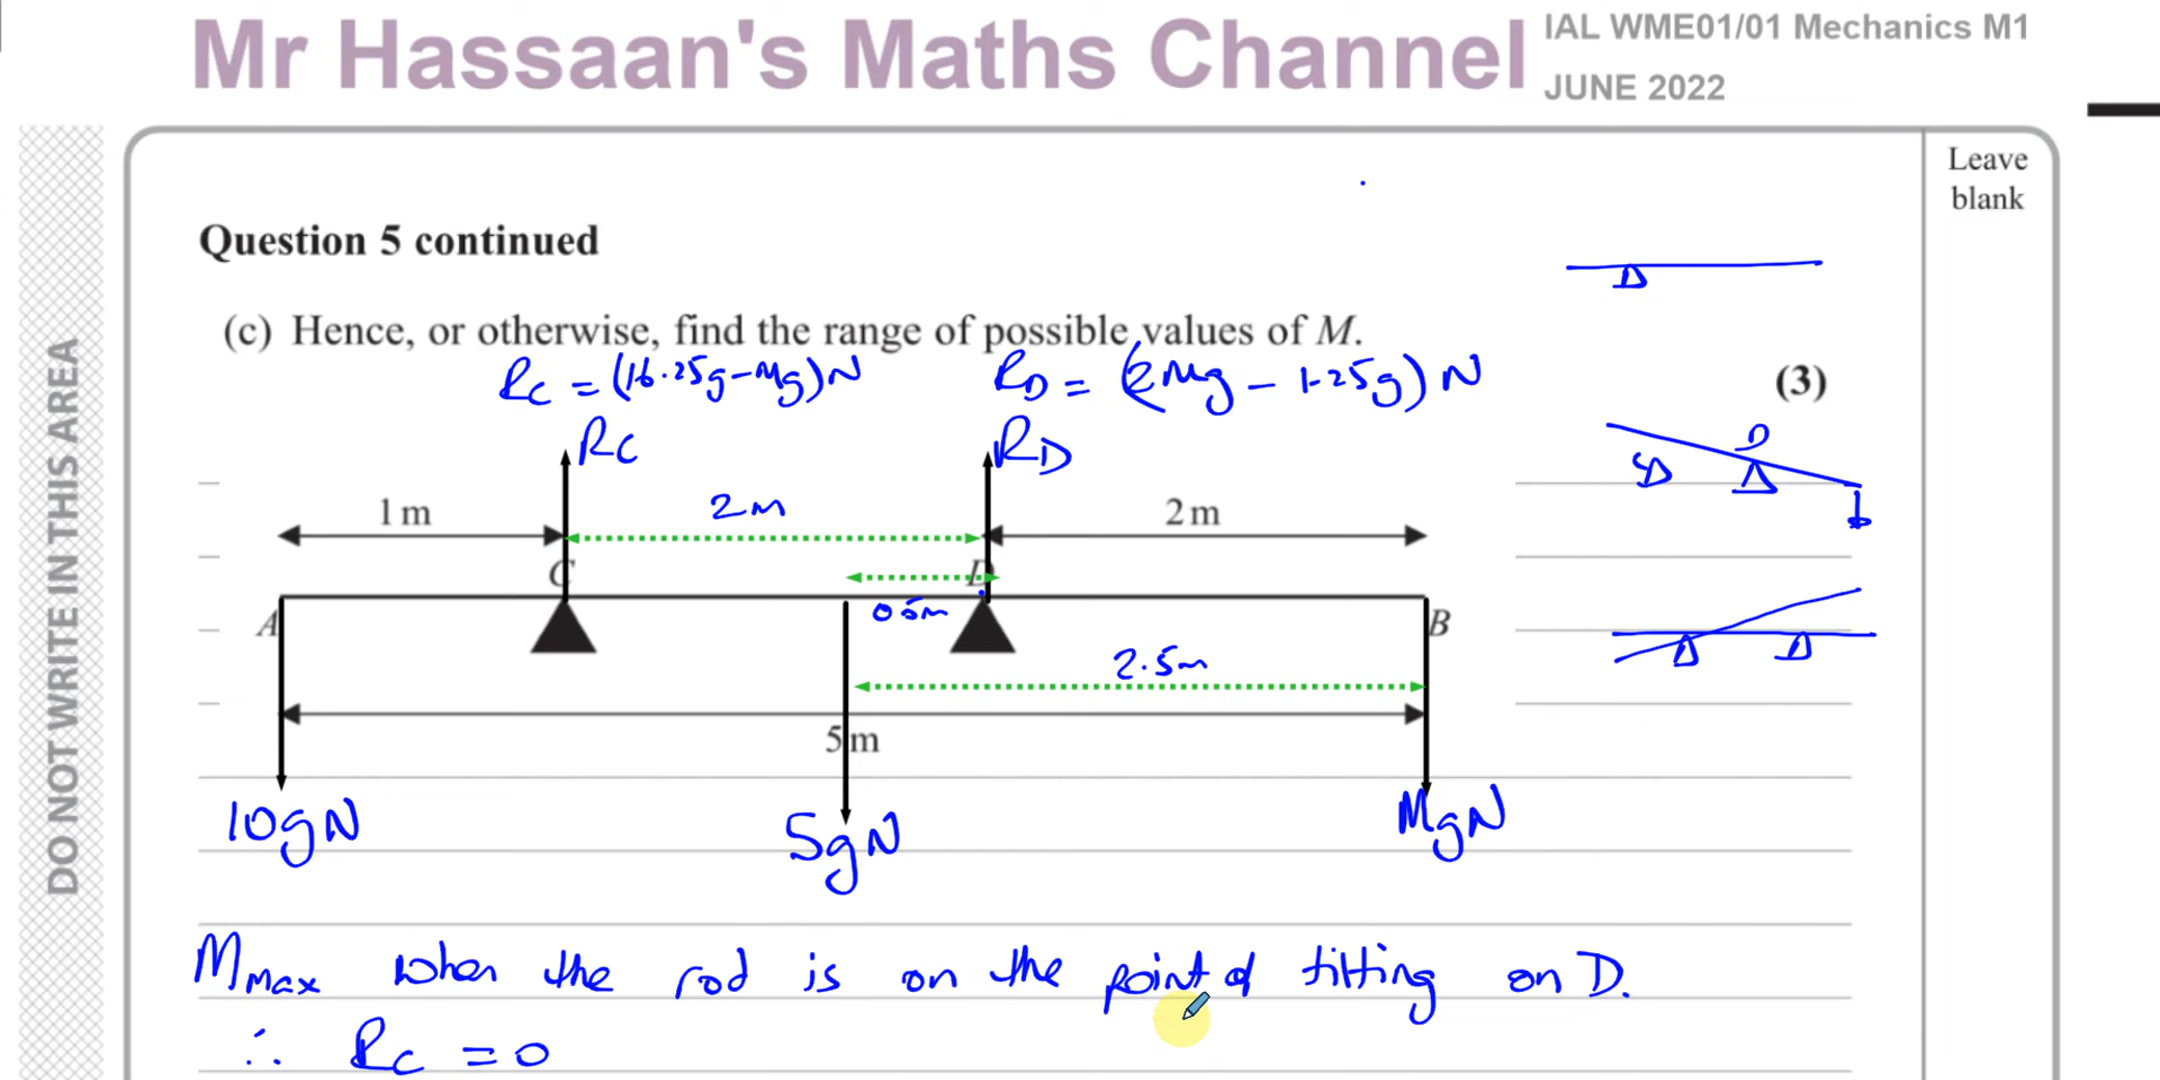 Mr Hassaan's Maths Channel
IAL WME01/01 Mechanics M1
JUNE 2022
DO NOT WRITE IN THIS AREA
Leave
blank
Question 5 continued
(c) Hence, or otherwise, find the range of possible values of M.
(3)
RC = (16.25g-Mg)N RD = (2Mg - 1.25g) N
RC RD
1 m 2m 2 m
C D
A 0.5m B
2.5m
5 m
10gN 5gN MgN
D
C D
Mmax when the rod is on the point of tilting on D.
∴ RC = 0